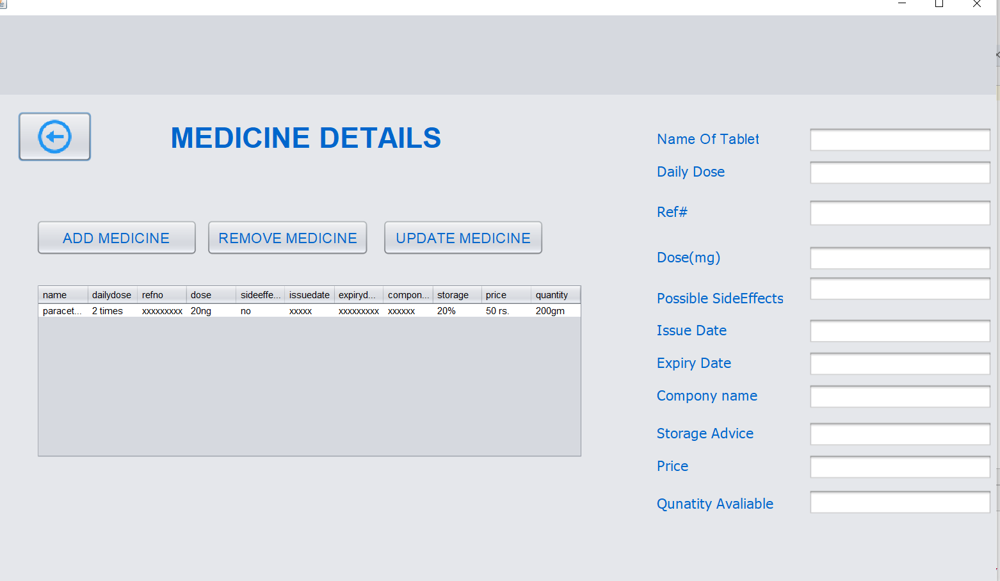 MEDICINE DETAILS
ADD MEDICINE
REMOVE MEDICINE
UPDATE MEDICINE
name dailydose refno dose sideeffe... issuedate expiryd... compon... storage price quantity
paracet... 2 times xxxxxxxxx 20ng no xxxxx xxxxxxxxx xxxxxx 20% 50 rs. 200gm
Name Of Tablet
Daily Dose
Ref#
Dose(mg)
Possible SideEffects
Issue Date
Expiry Date
Compony name
Storage Advice
Price
Qunatity Avaliable